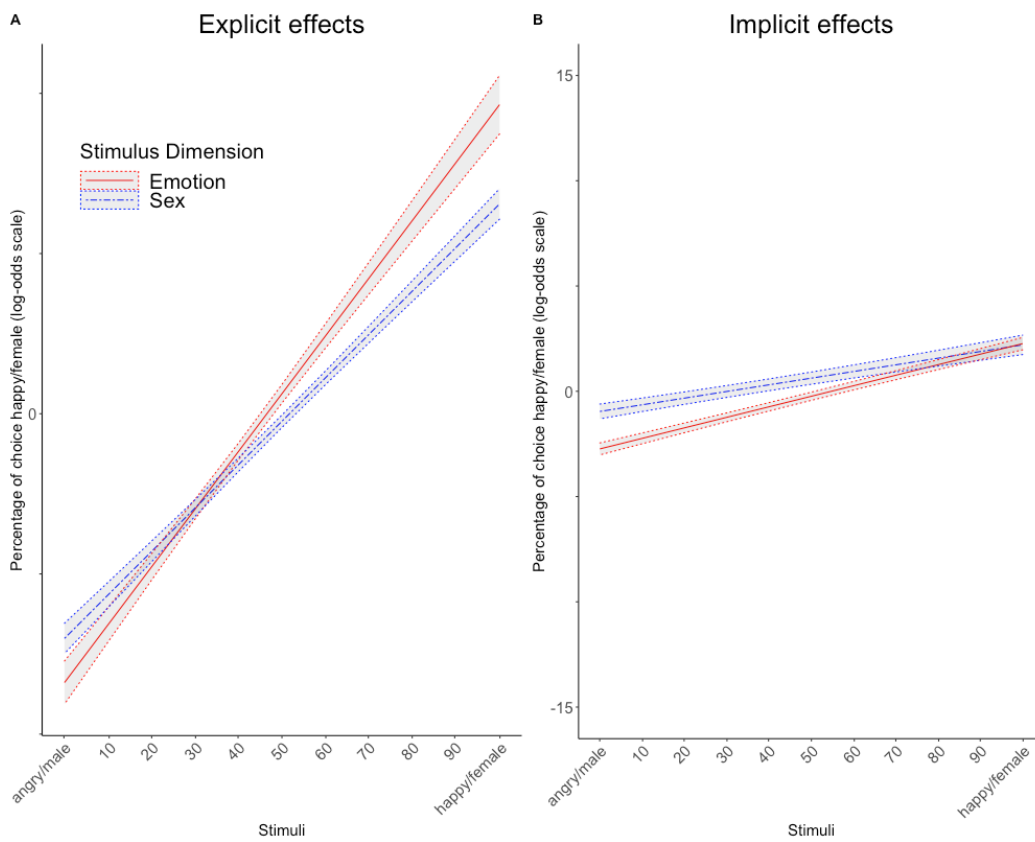 A
Explicit effects
Stimulus Dimension
Emotion
Sex
Percentage of choice happy/female (log-odds scale)
0
angry/male
10
20
30
40
50
60
70
80
90
happy/female
Stimuli
B
Implicit effects
Percentage of choice happy/female (log-odds scale)
15
0
-15
angry/male
10
20
30
40
50
60
70
80
90
happy/female
Stimuli